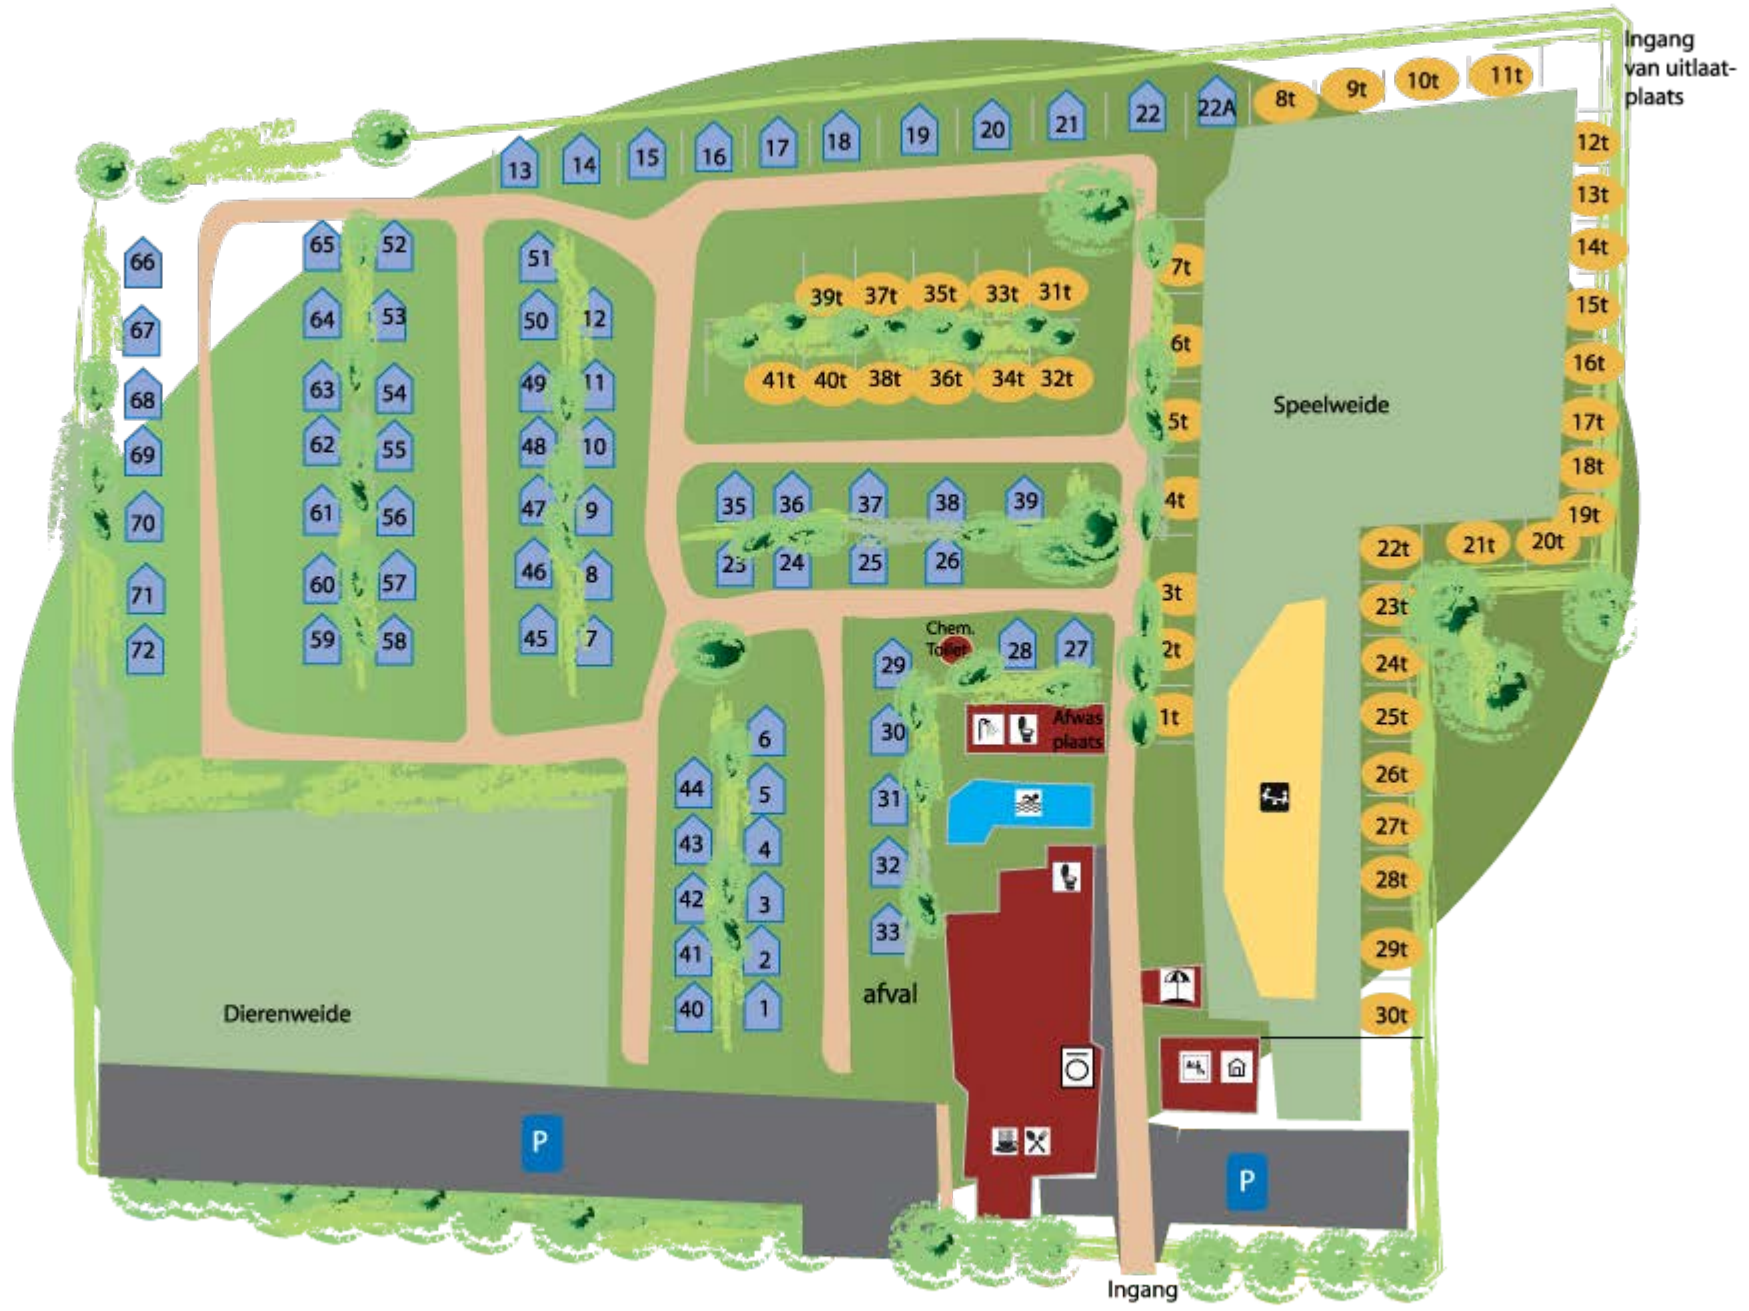 Ingang
van uitlaat-
plaats
8t 9t 10t 11t
13 14 15 16 17 18 19 20 21 22 22A
12t
13t
14t
15t
16t
17t
18t
19t
22t 21t 20t
23t
24t
25t
26t
27t
28t
29t
30t
66
67
68
69
70
71
72
65 52
64 53
63 54
62 55
61 56
60 57
59 58
51
50 12
49 11
48 10
47 9
46 8
45 7
39t 37t 35t 33t 31t
41t 40t 38t 36t 34t 32t
7t
6t
5t
4t
3t
2t
1t
Speelweide
35 36 37 38 39
23 24 25 26
Chem.
Toilet
28 27
29
30
31
32
33
afval
Afwas
plaats
6
44 5
43 4
42 3
41 2
40 1
Dierenweide
P
P
Ingang